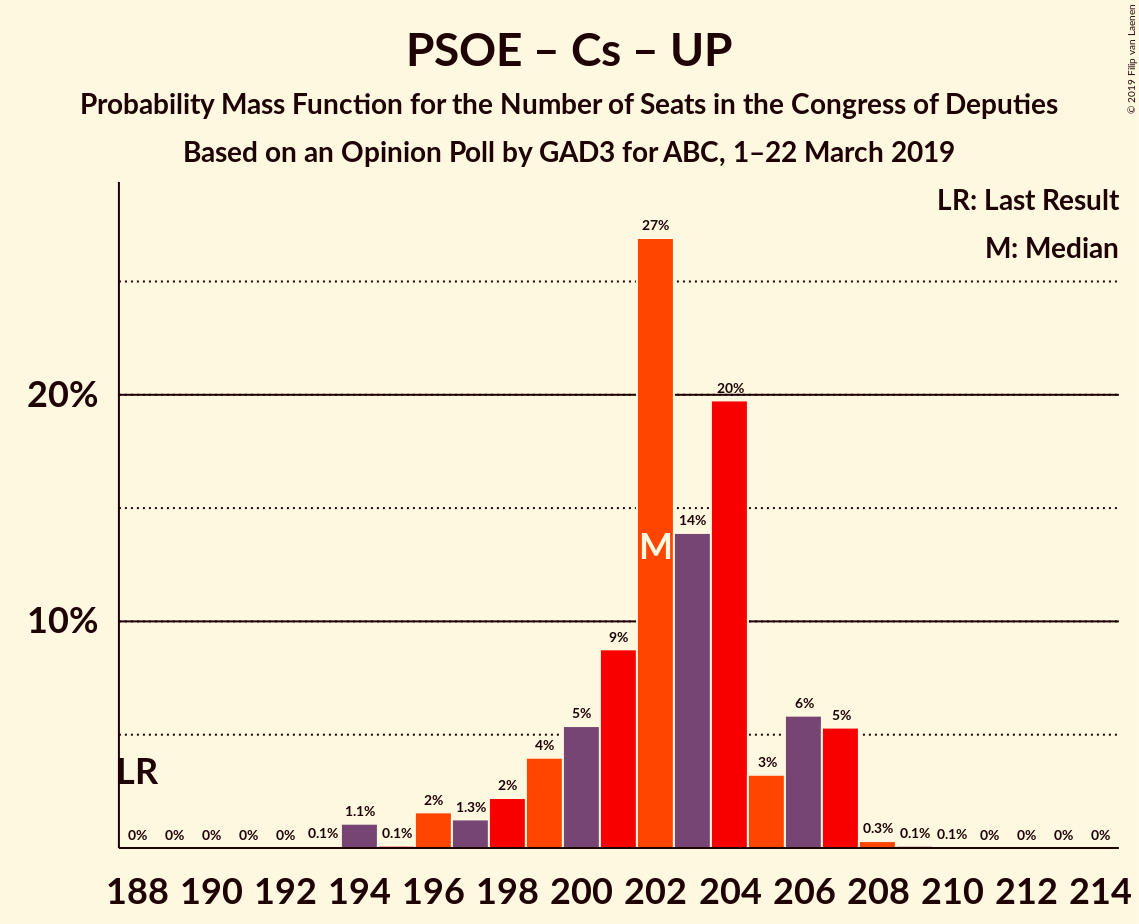 PSOE – Cs – UP
Probability Mass Function for the Number of Seats in the Congress of Deputies
Based on an Opinion Poll by GAD3 for ABC, 1–22 March 2019
© 2019 Filip van Laenen
LR: Last Result
M: Median
27%
20%
20%
14%
M
10%
9%
6%
5%
5%
4%
3%
LR
2%
2%
1.3%
1.1%
0% 0% 0% 0% 0% 0.1% 0.1% 0.3% 0.1% 0.1% 0% 0% 0% 0%
188 190 192 194 196 198 200 202 204 206 208 210 212 214